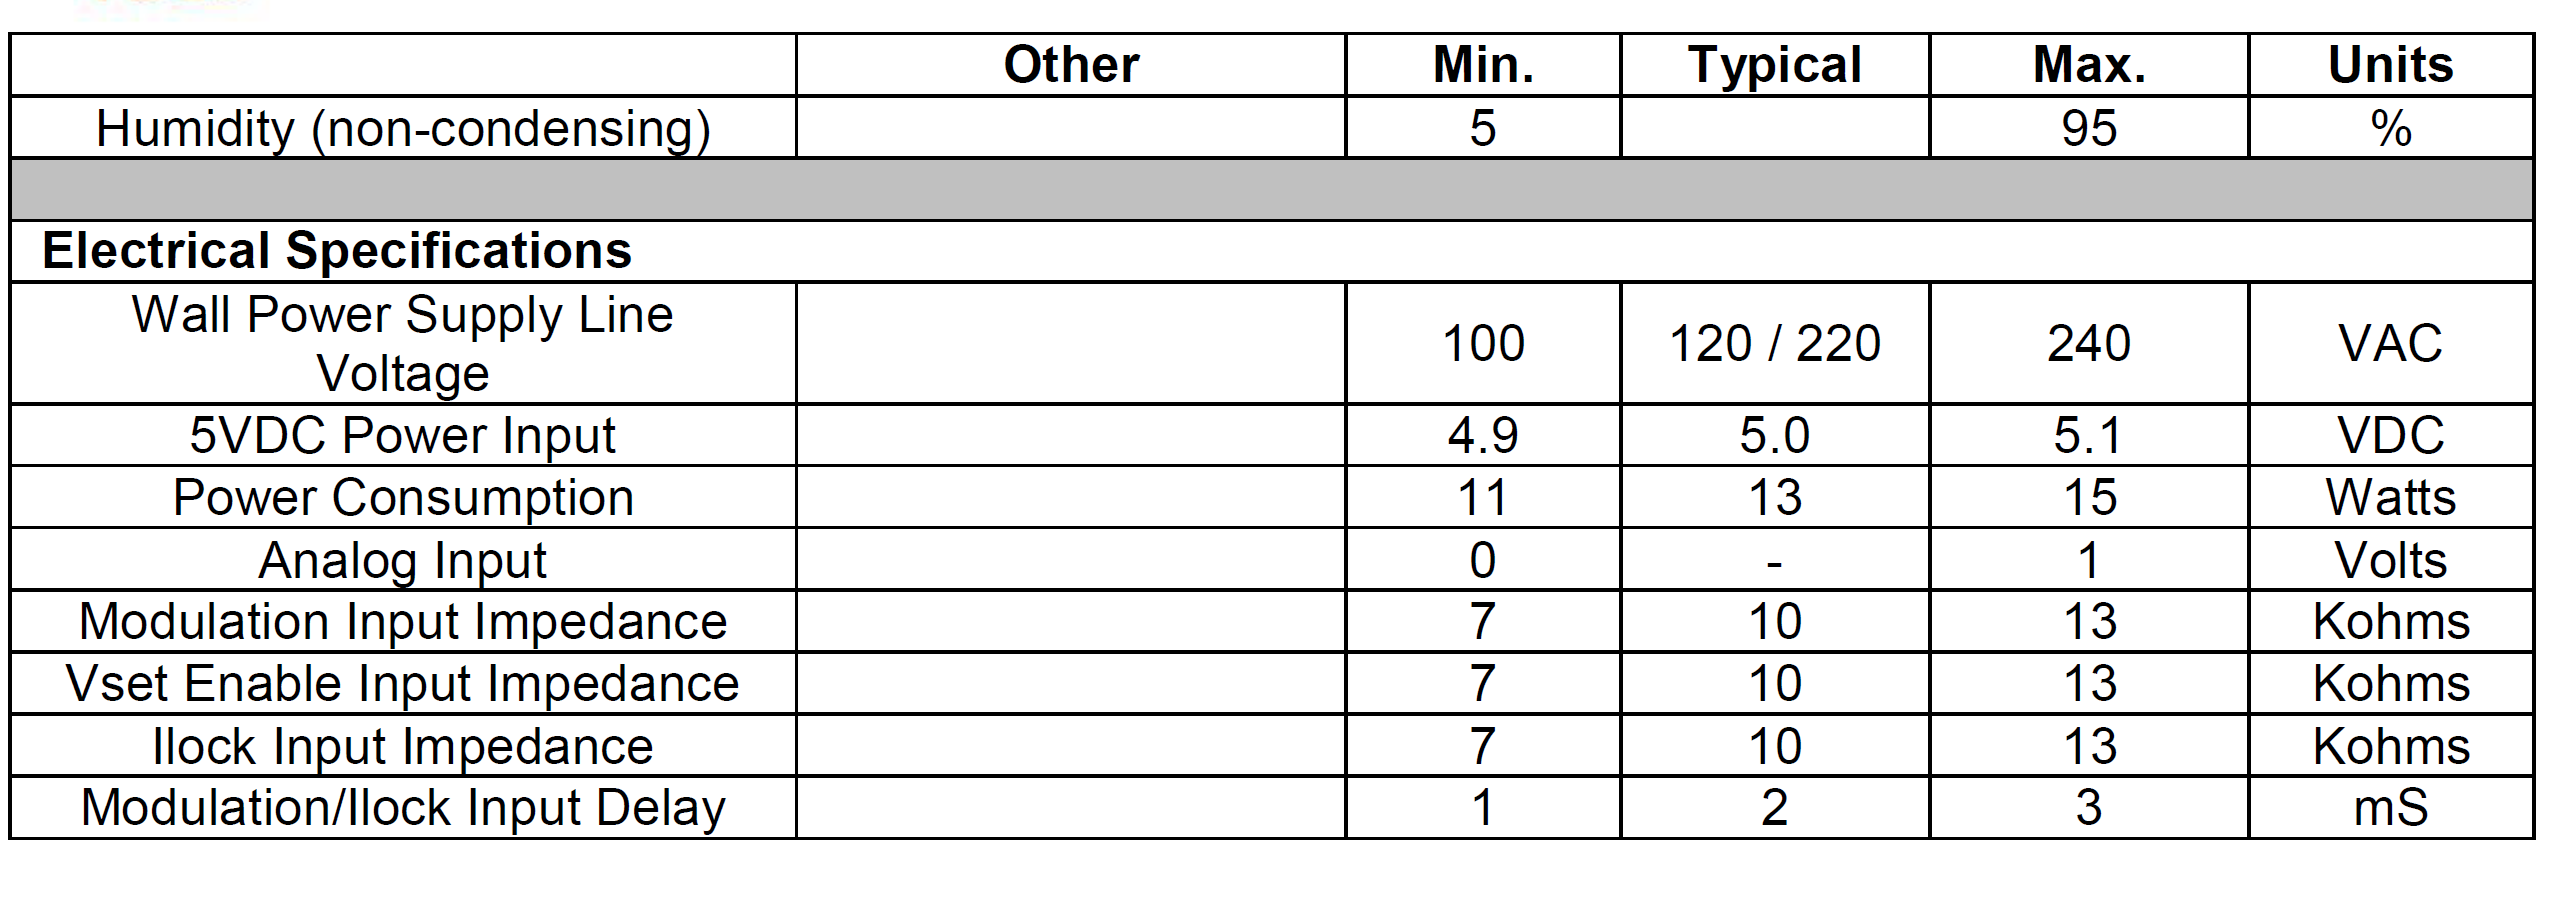 Other Min. Typical Max. Units
Humidity (non-condensing) 5 95 %
Electrical Specifications
Wall Power Supply Line
Voltage 100 120 / 220 240 VAC
5VDC Power Input 4.9 5.0 5.1 VDC
Power Consumption 11 13 15 Watts
Analog Input 0 - 1 Volts
Modulation Input Impedance 7 10 13 Kohms
Vset Enable Input Impedance 7 10 13 Kohms
Ilock Input Impedance 7 10 13 Kohms
Modulation/Ilock Input Delay 1 2 3 mS